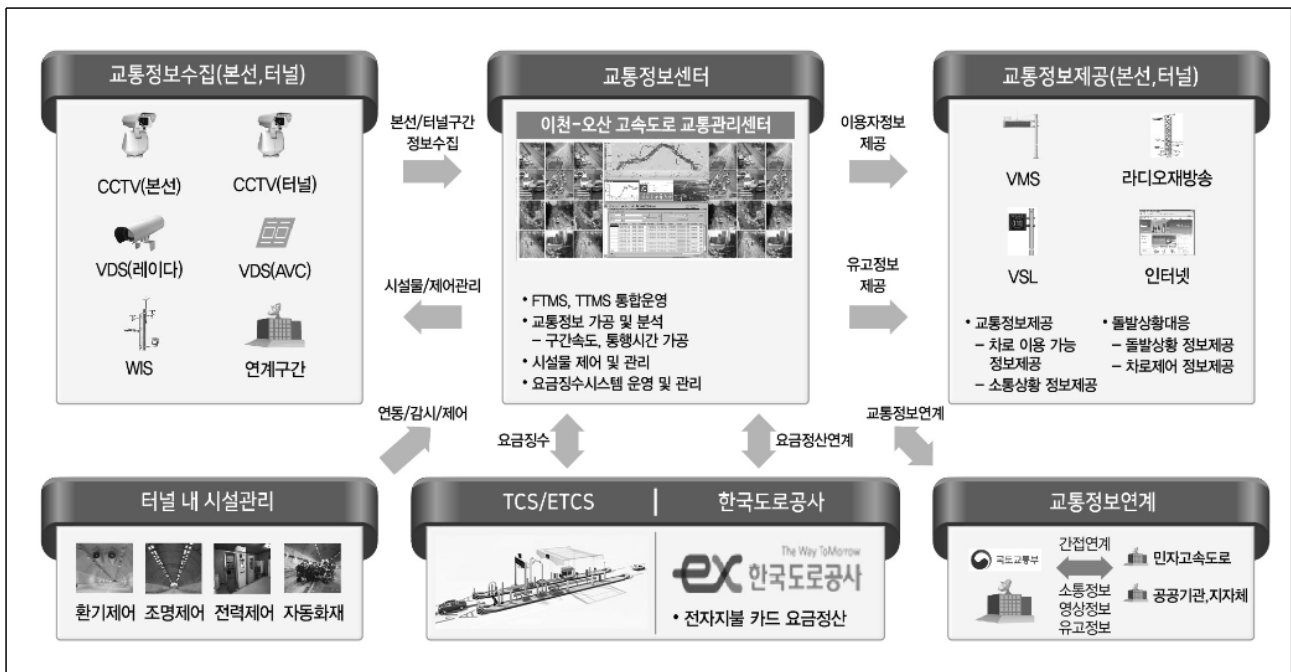 교통정보수집(본선,터널)
CCTV(본선)
CCTV(터널)
VDS(레이다)
VDS(AVC)
WIS
연계구간
본선/터널구간
정보수집
시설물/제어관리
교통정보센터
이천-오산 고속도로 교통관리센터
• FTMS, TTMS 통합운영
• 교통정보 가공 및 분석
– 구간속도, 통행시간 가공
• 시설물 제어 및 관리
• 요금징수시스템 운영 및 관리
이용자정보
제공
유고정보
제공
교통정보제공(본선,터널)
VMS
라디오재방송
VSL
인터넷
• 교통정보제공
– 차로 이용 가능
정보제공
– 소통상황 정보제공
• 돌발상황대응
– 돌발상황 정보제공
– 차로제어 정보제공
연동/감시/제어
요금징수
요금정산연계
교통정보연계
터널 내 시설관리
환기제어
조명제어
전력제어
자동화재
TCS/ETCS
한국도로공사
The Way ToMorrow
ex 한국도로공사
• 전자지불 카드 요금정산
교통정보연계
국토교통부
간접연계
소통정보
영상정보
유고정보
민자고속도로
공공기관,지자체